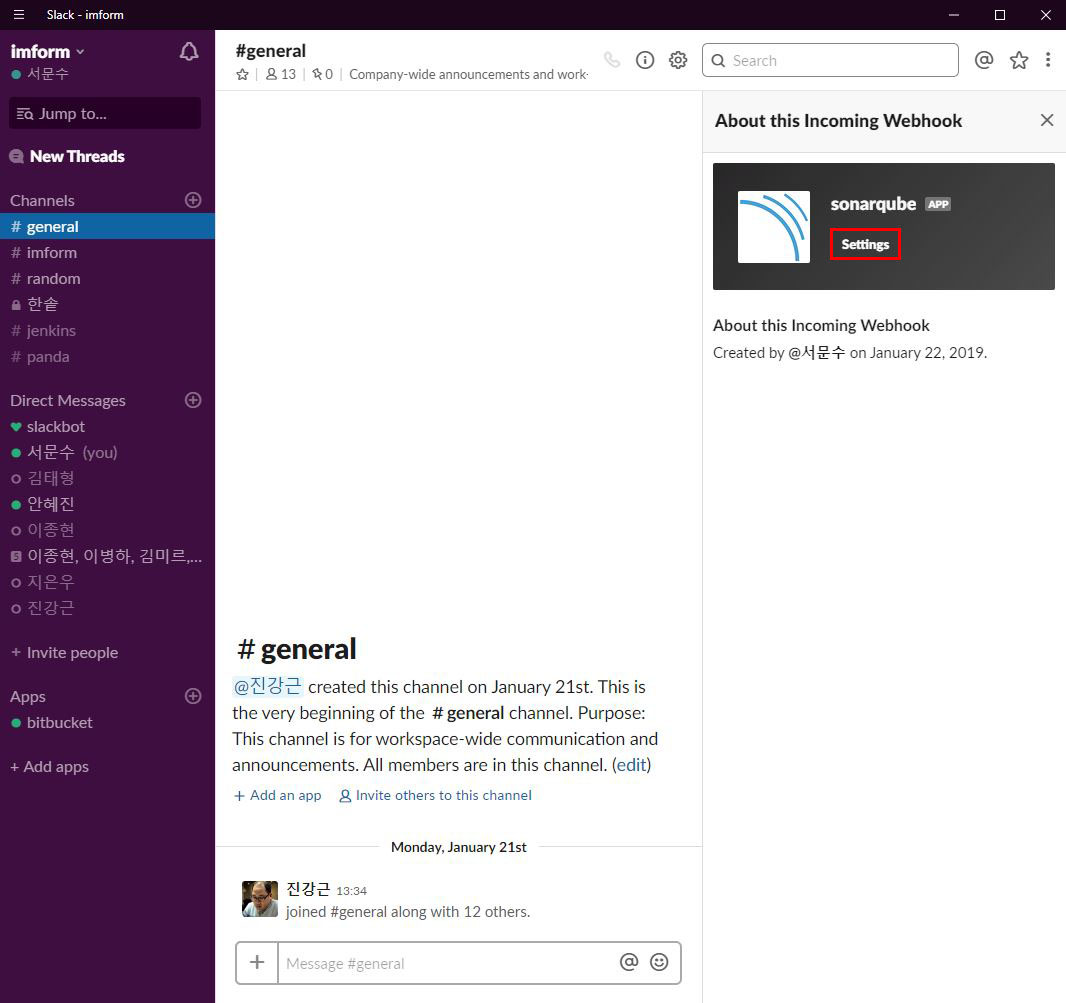 Slack - imform
imform
서문수
Jump to...
New Threads
Channels
# general
# imform
# random
한솥
# jenkins
# panda
Direct Messages
slackbot
서문수 (you)
김태형
안혜진
이종현
5 이종현, 이병하, 김미르,...
지은우
진강근
+ Invite people
Apps
bitbucket
+ Add apps
#general
13 | 0 | Company-wide announcements and work-
Search
# general
@진강근 created this channel on January 21st. This is
the very beginning of the # general channel. Purpose:
This channel is for workspace-wide communication and
announcements. All members are in this channel. (edit)
+ Add an app Invite others to this channel
Monday, January 21st
진강근 13:34
joined #general along with 12 others.
Message #general
About this Incoming Webhook
sonarqube APP
Settings
About this Incoming Webhook
Created by @서문수 on January 22, 2019.